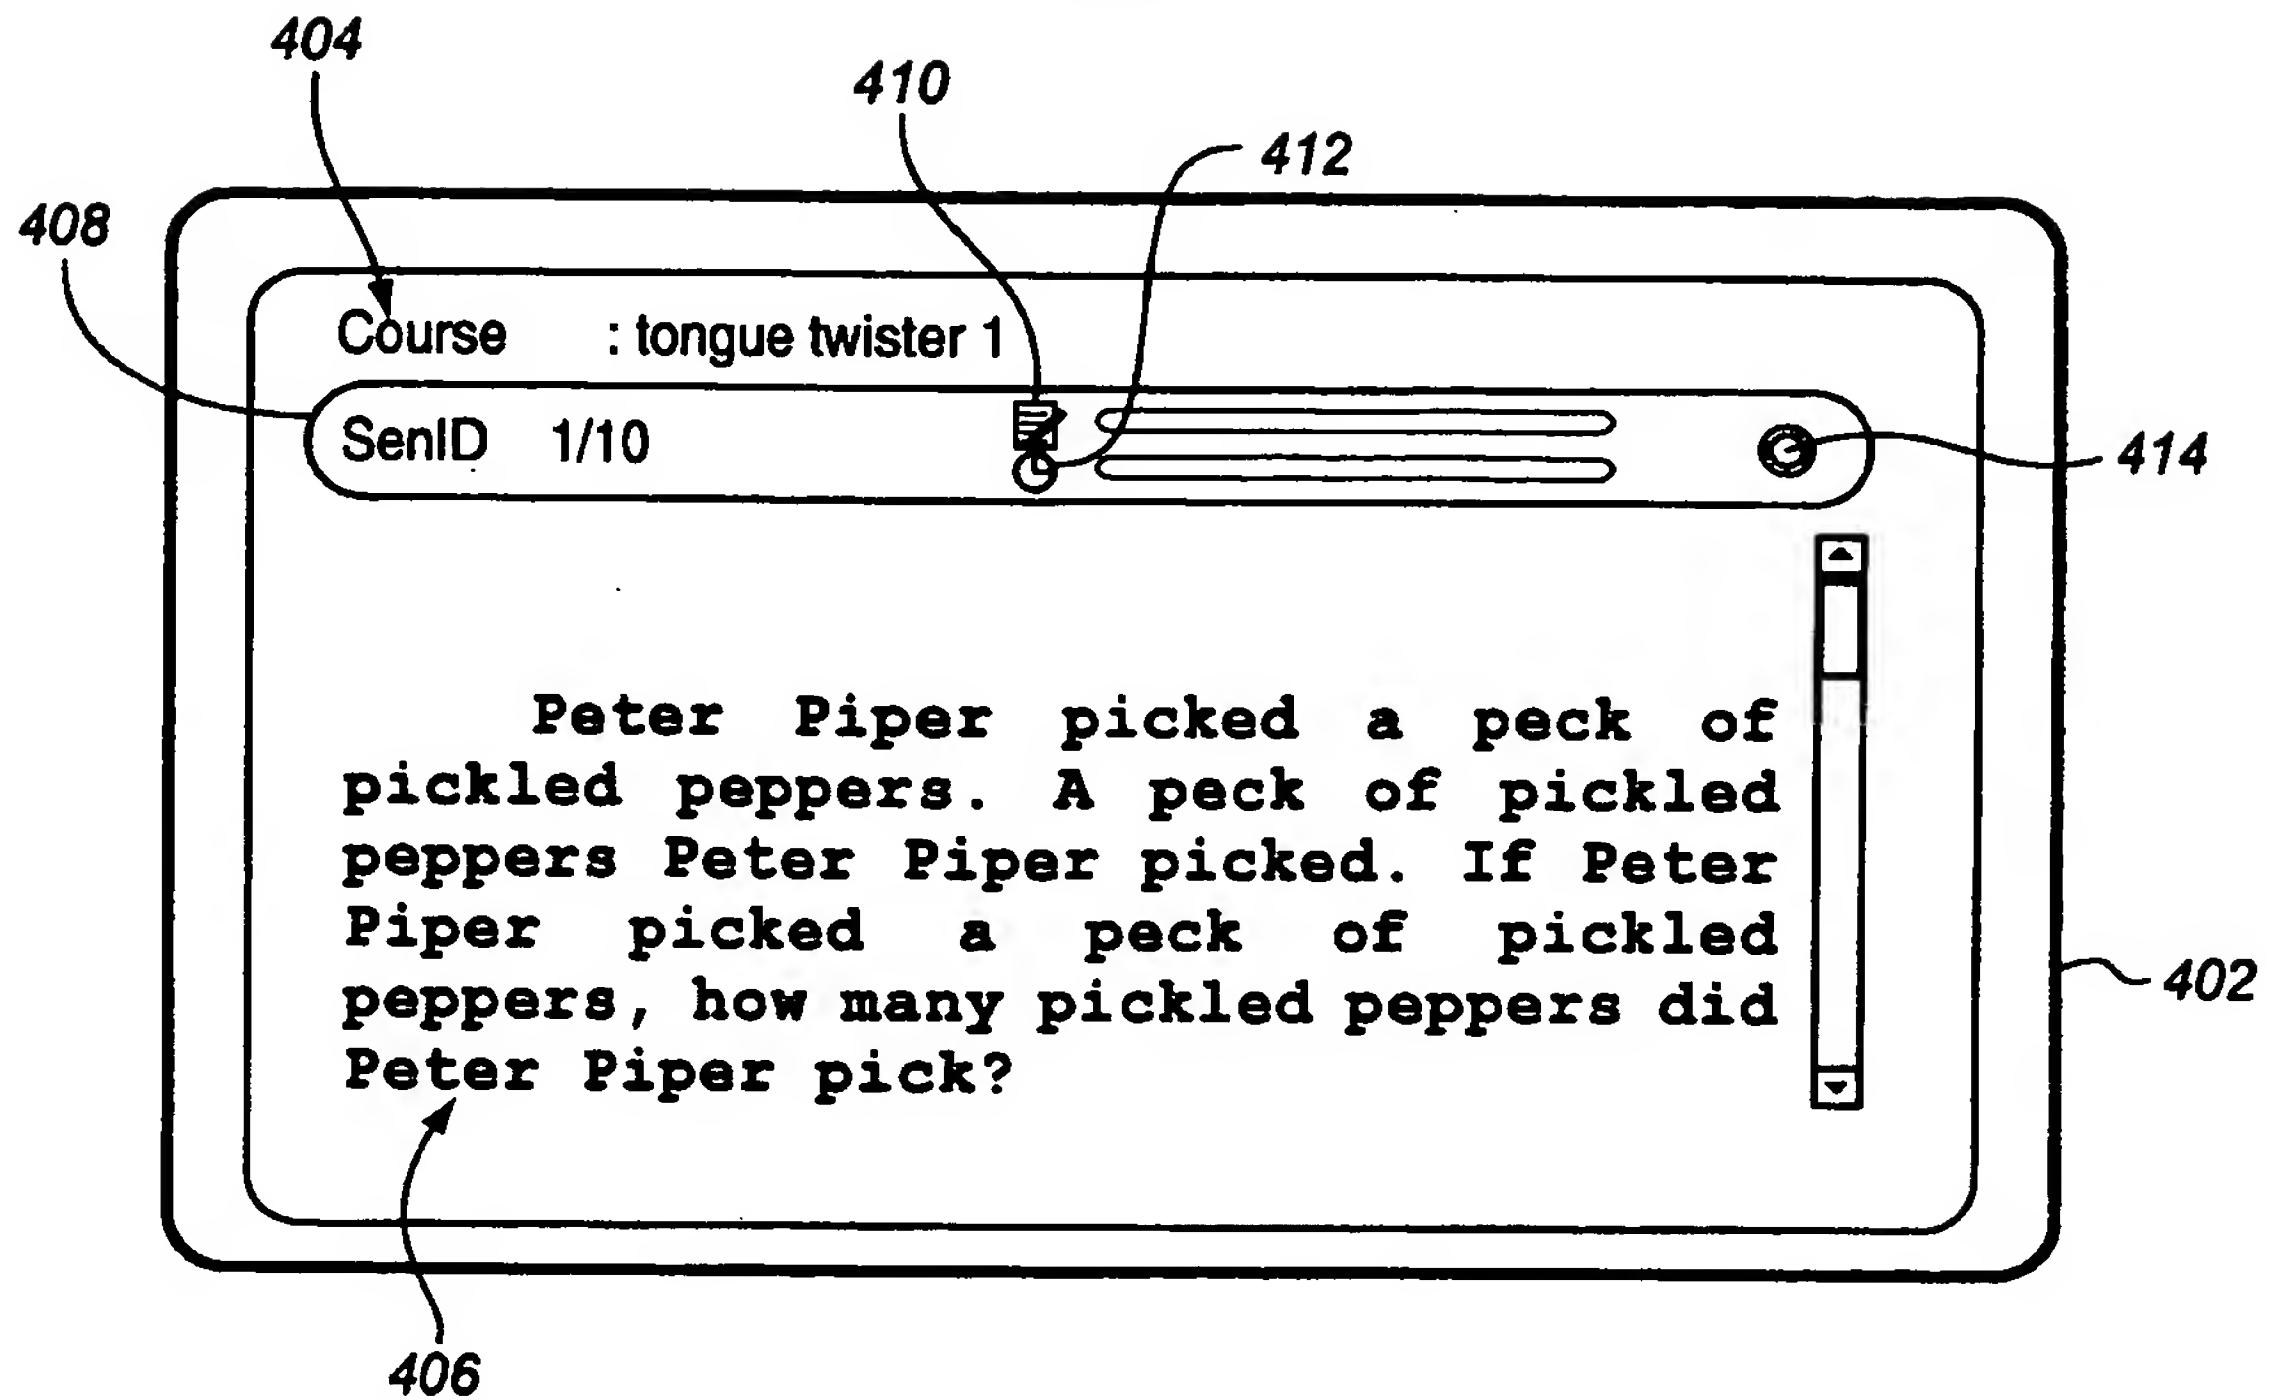 404
410
412
408
Course : tongue twister 1
SenID 1/10
414
Peter Piper picked a peck of
pickled peppers. A peck of pickled
peppers Peter Piper picked. If Peter
Piper picked a peck of pickled
peppers, how many pickled peppers did
Peter Piper pick?
402
406